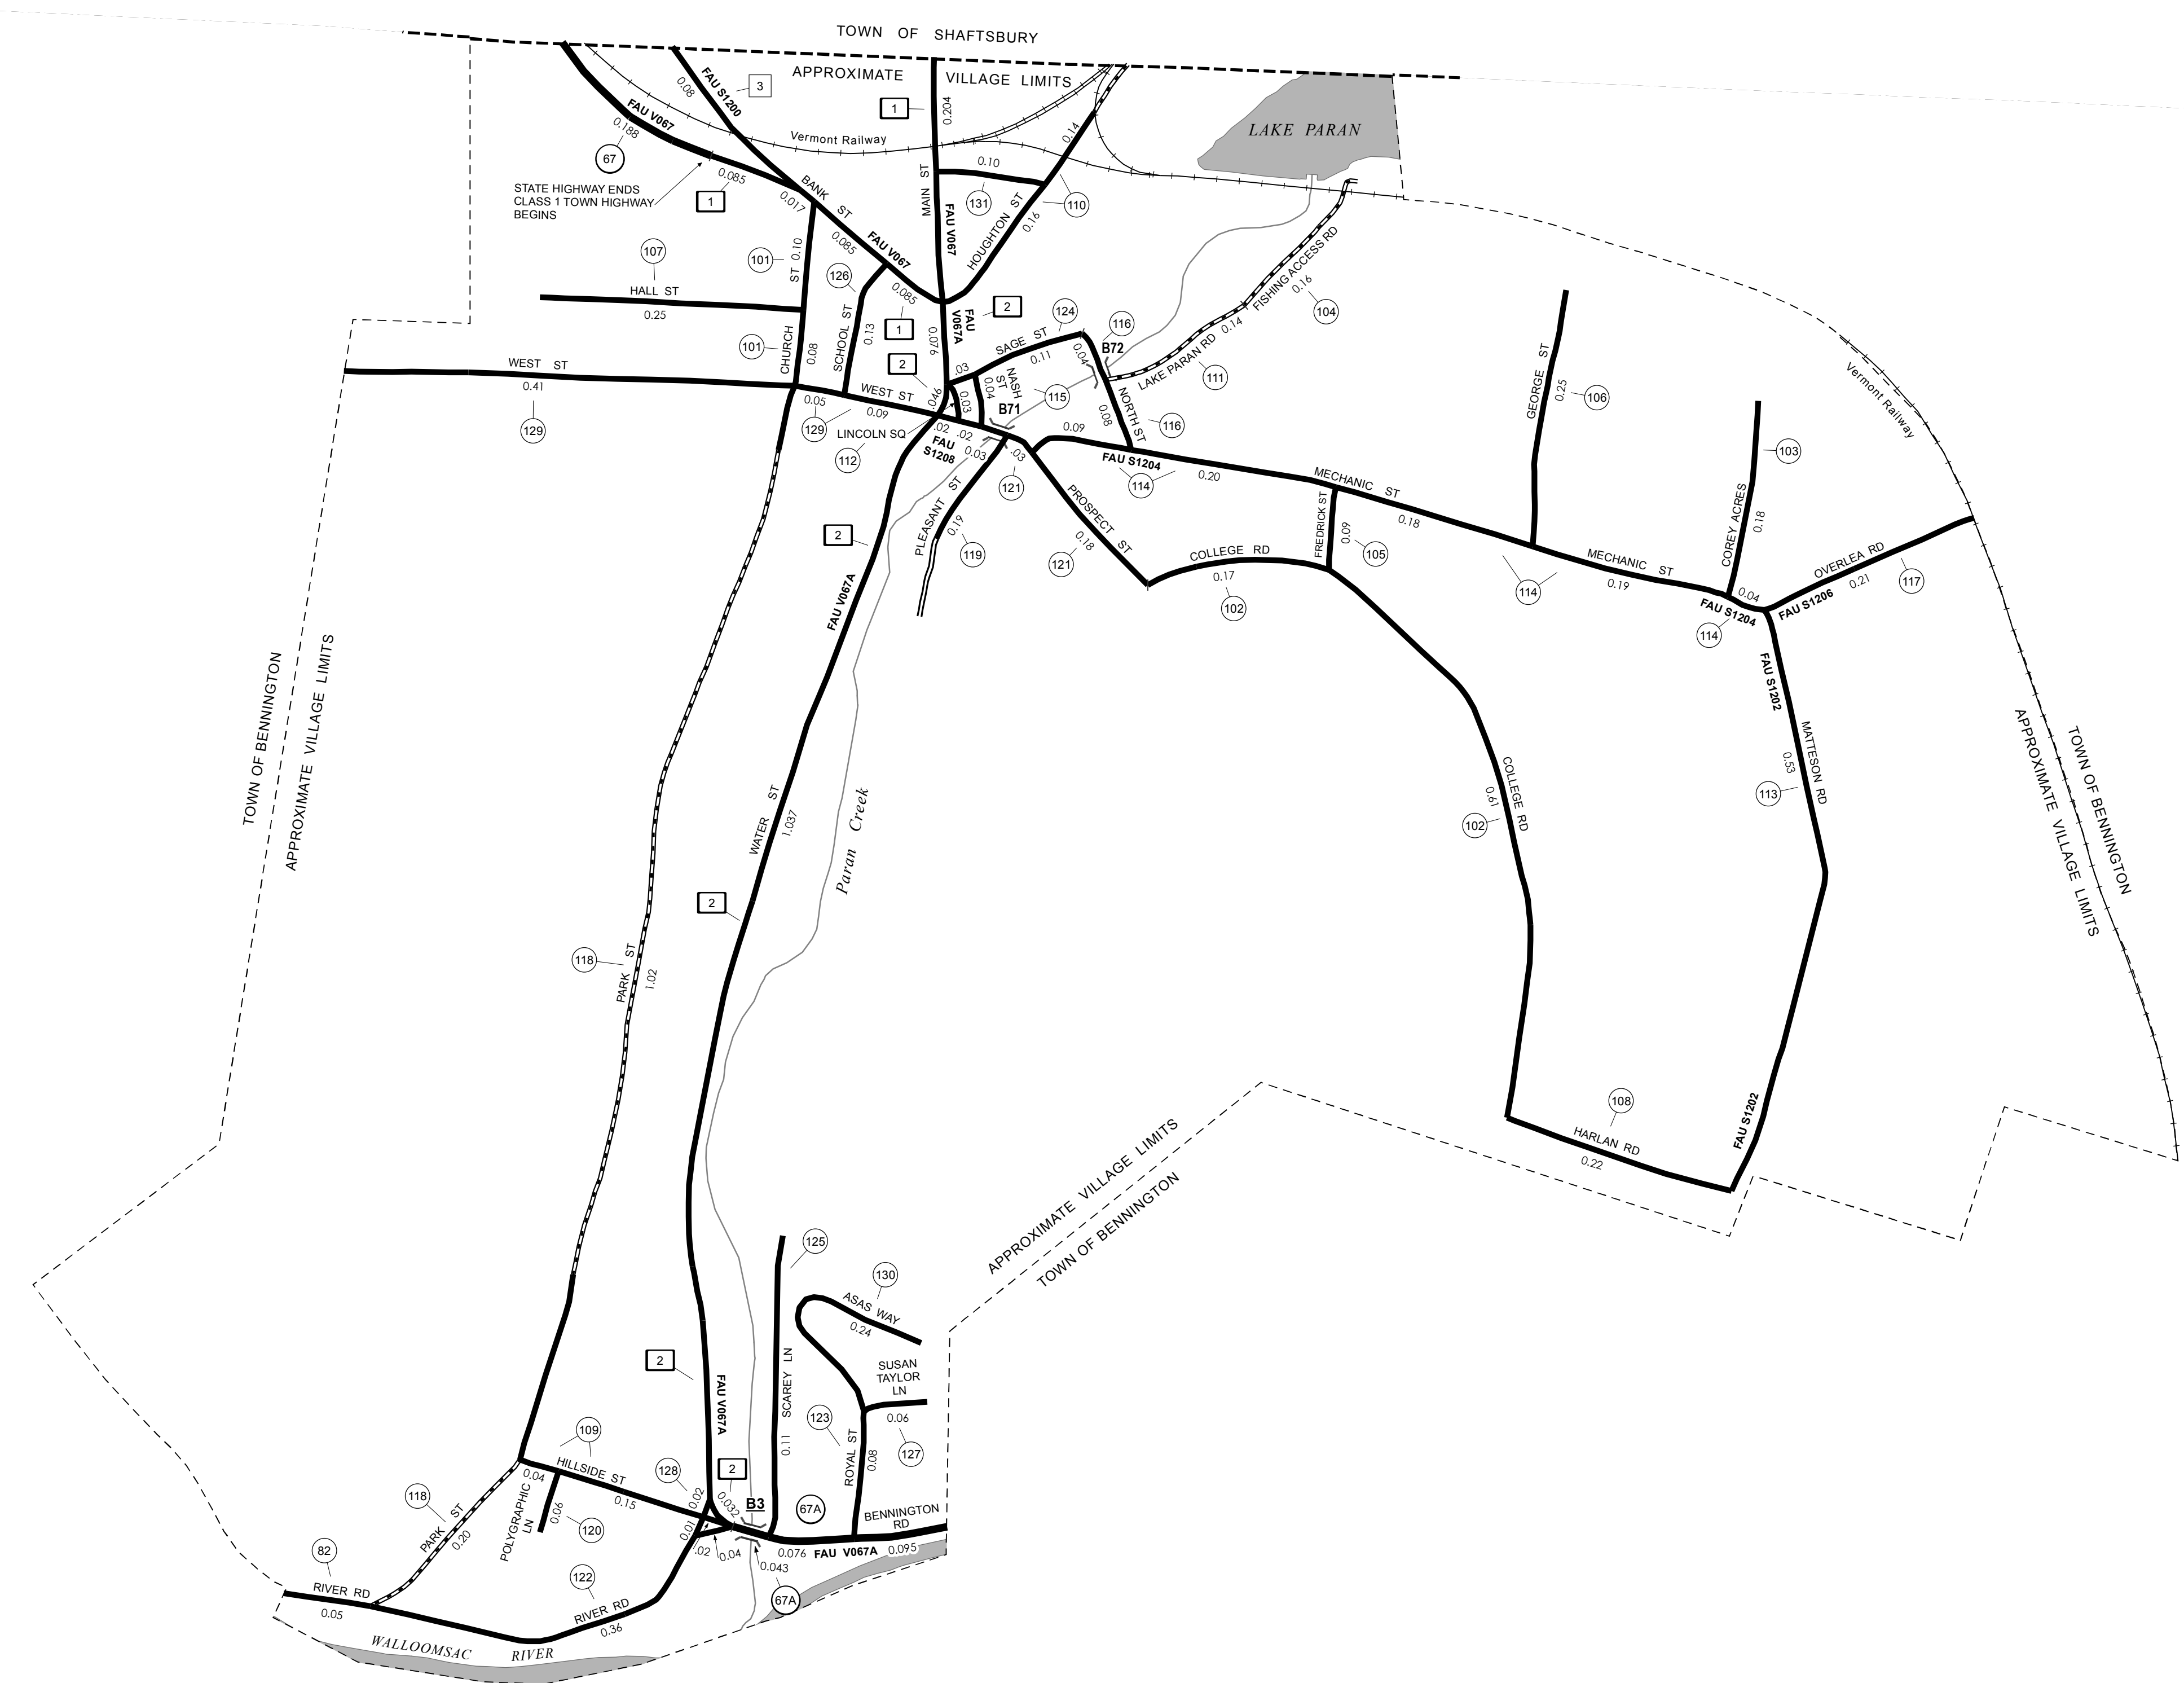 TOWN OF SHAFTSBURY
APPROXIMATE VILLAGE LIMITS
FAU S1200
0.08
3
1
0.204
FAU V067
0.188
67
Vermont Railway
0.14
LAKE PARAN
STATE HIGHWAY ENDS
CLASS 1 TOWN HIGHWAY
BEGINS
0.085
1
0.017
BANK ST
MAIN ST
0.10
131
110
HOUGHTON ST
0.16
FAU V067
107
HALL ST
0.25
101
ST 0.10
0.085
FAU V067
126
0.085
1
FAU
V067A
2
0.076
124
SAGE ST
0.11
116
B72
0.04
FISHING ACCESS RD
0.16
104
0.14
LAKE PARAN RD
111
101
CHURCH
0.08
SCHOOL ST
0.13
2
.03
WEST ST
0.41
129
WEST ST
0.05
129
0.09
.046
0.03
NASH
ST
0.04
115
B71
NORTH ST
0.08
116
LINCOLN SQ
112
.02
.02
FAU
S1208
0.03
.03
121
0.09
FAU S1204
114
0.20
MECHANIC ST
0.18
GEORGE ST
0.25
106
103
COREY ACRES
0.18
Vermont Railway
2
PLEASANT ST
0.19
119
PROSPECT ST
0.18
121
COLLEGE RD
0.17
102
FREDRICK ST
0.09
105
114
MECHANIC ST
0.19
0.04
FAU S1204
114
OVERLEA RD
0.21
117
FAU S1206
FAU V067A
TOWN OF BENNINGTON
APPROXIMATE VILLAGE LIMITS
FAU S1202
MATTESON RD
0.53
113
COLLEGE RD
0.61
102
TOWN OF BENNINGTON
APPROXIMATE VILLAGE LIMITS
WATER ST
1.037
Paran Creek
2
118
PARK ST
1.02
108
HARLAN RD
0.22
FAU S1202
APPROXIMATE VILLAGE LIMITS
TOWN OF BENNINGTON
125
130
ASAS WAY
0.24
2
FAU V067A
SCAREY LN
0.11
SUSAN
TAYLOR
LN
0.06
127
123
ROYAL ST
0.08
109
HILLSIDE ST
0.04
0.15
POLYGRAPHIC
LN
0.06
120
128
0.02
2
0.032
B3
67A
BENNINGTON
RD
118
PARK ST
0.20
0.01
.02
0.04
0.043
0.076
FAU V067A
0.095
67A
82
RIVER RD
0.05
122
RIVER RD
0.36
WALLOOMSAC RIVER